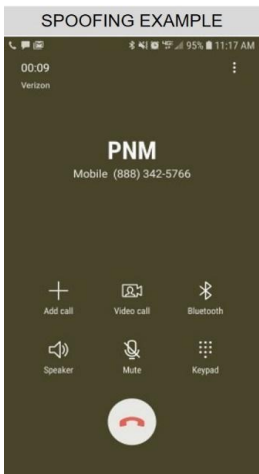 SPOOFING EXAMPLE
95% 11:17 AM
00:09
Verizon
PNM
Mobile (888) 342-5766
Add call Video call Bluetooth
Speaker Mute Keypad